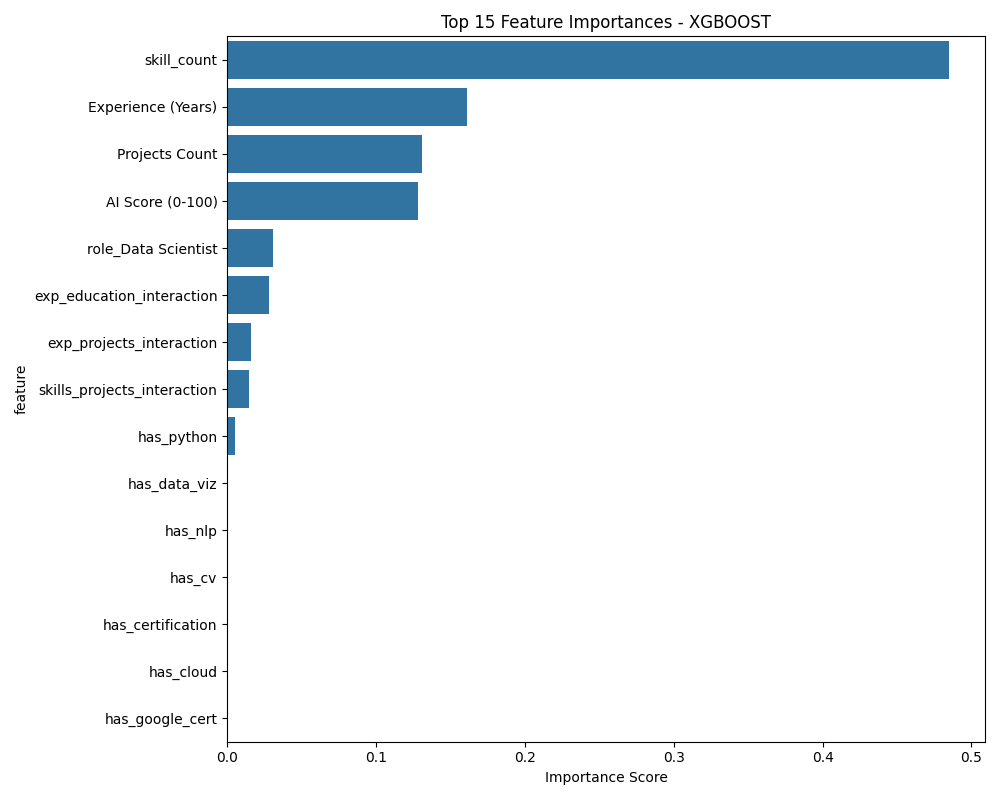 Top 15 Feature Importances - XGBOOST
feature
skill_count
Experience (Years)
Projects Count
AI Score (0-100)
role_Data Scientist
exp_education_interaction
exp_projects_interaction
skills_projects_interaction
has_python
has_data_viz
has_nlp
has_cv
has_certification
has_cloud
has_google_cert
0.0 0.1 0.2 0.3 0.4 0.5
Importance Score